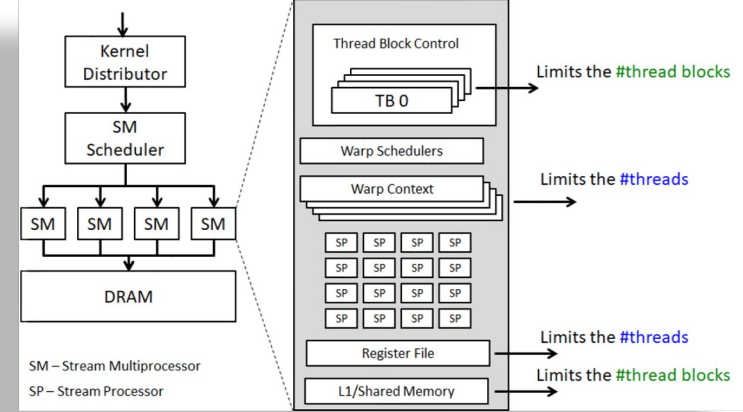 Kernel
Distributor
SM
Scheduler
SM SM SM SM
DRAM
SM – Stream Multiprocessor
SP – Stream Processor
Thread Block Control
TB 0
Warp Schedulers
Warp Context
SP SP SP SP
SP SP SP SP
SP SP SP SP
SP SP SP SP
Register File
L1/Shared Memory
Limits the #thread blocks
Limits the #threads
Limits the #threads
Limits the #thread blocks